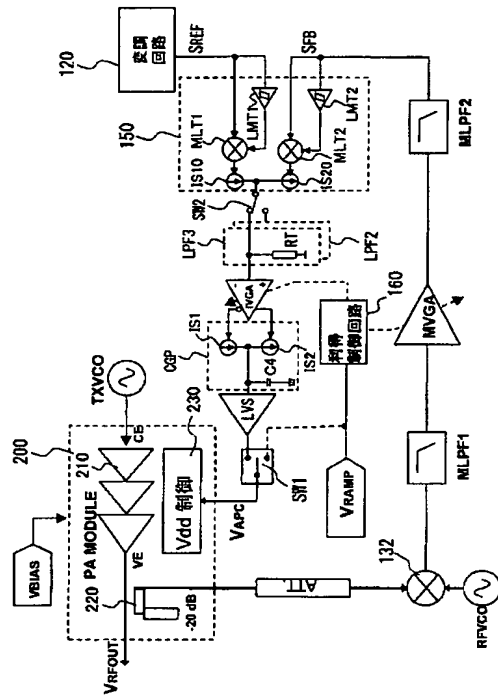 120
変調
回路
SREF
150
MLT1
LMT1
SFB
MLT2
LMT2
IS10
IS20
SW2
LPF3
LPF2
RT
IVGA
160
利得
制御回路
MVGA
MLPF2
CGP
IS1
IS2
C4
LVS
TXVCO
230
SW1
VRAMP
MLPF1
200
CB
210
Vdd 制御
VAPC
PA MODULE
VE
VBIAS
220
-20 dB
ATT.
132
RFVCO
VRFOUT